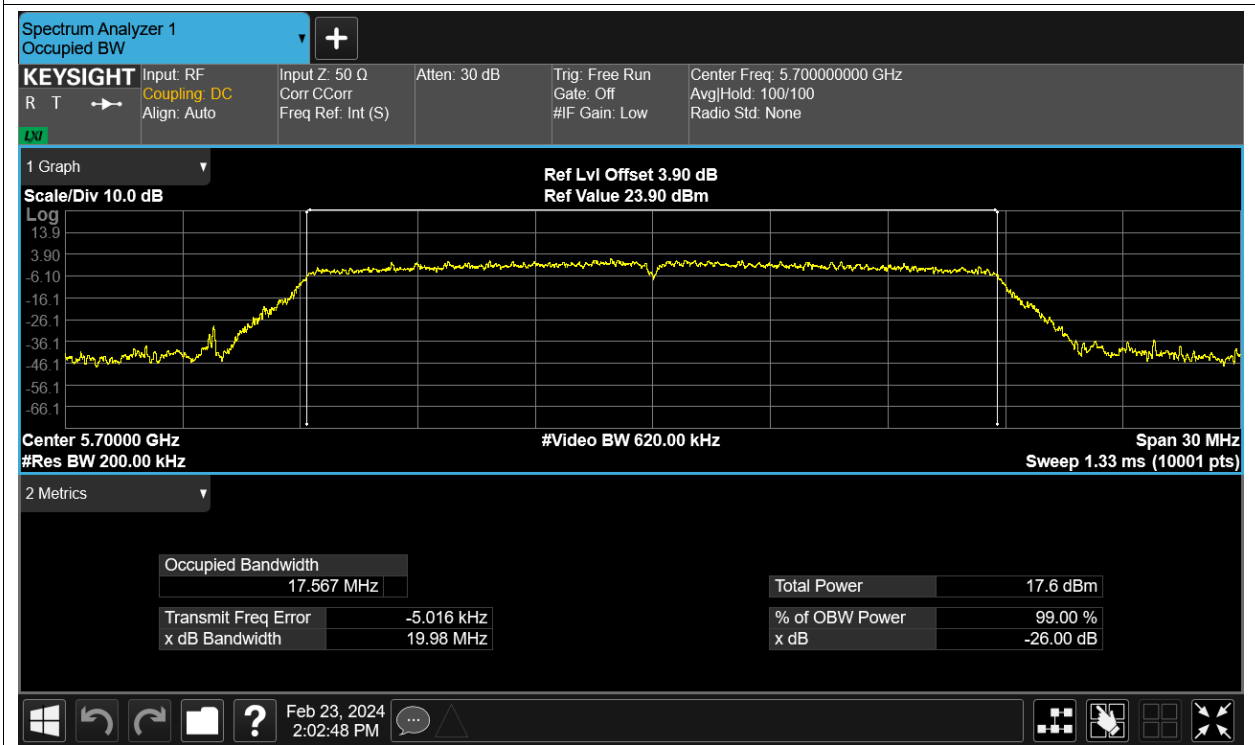 Spectrum Analyzer 1
Occupied BW
KEYSIGHT
R T
LXI
Input: RF
Coupling: DC
Align: Auto
Input Z: 50 Ω
Corr CCorr
Freq Ref: Int (S)
Atten: 30 dB
Trig: Free Run
Gate: Off
#IF Gain: Low
Center Freq: 5.700000000 GHz
Avg|Hold: 100/100
Radio Std: None
1 Graph
Scale/Div 10.0 dB
Ref Lvl Offset 3.90 dB
Ref Value 23.90 dBm
Log
13.9
3.90
-6.10
-16.1
-26.1
-36.1
-46.1
-56.1
-66.1
Center 5.70000 GHz
#Video BW 620.00 kHz
Span 30 MHz
#Res BW 200.00 kHz
Sweep 1.33 ms (10001 pts)
2 Metrics
Occupied Bandwidth
17.567 MHz
Total Power 17.6 dBm
Transmit Freq Error -5.016 kHz
% of OBW Power 99.00 %
x dB Bandwidth 19.98 MHz
x dB -26.00 dB
?
Feb 23, 2024
2:02:48 PM